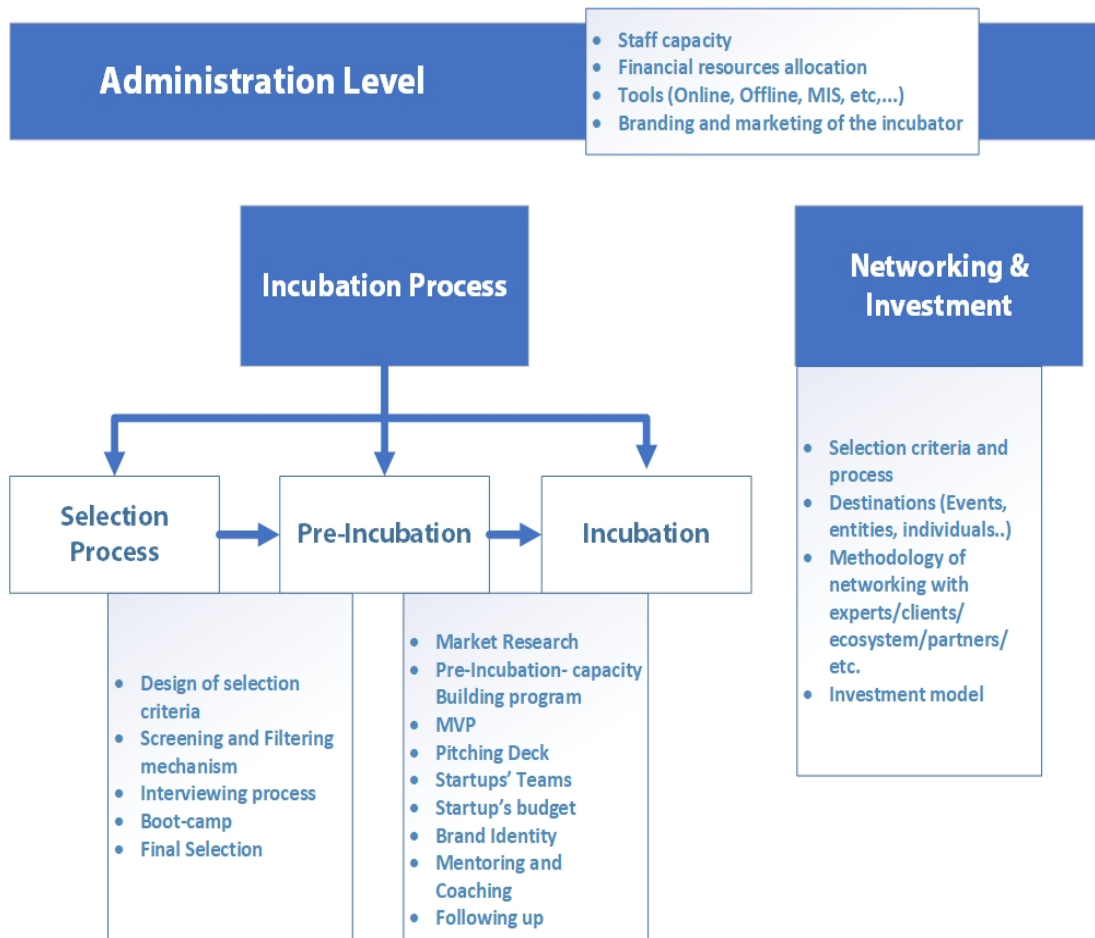 Administration Level
• Staff capacity
• Financial resources allocation
• Tools (Online, Offline, MIS, etc,...)
• Branding and marketing of the incubator
Incubation Process
Networking &
Investment
• Selection criteria and
process
• Destinations (Events,
entities, individuals..)
• Methodology of
networking with
experts/clients/
ecosystem/partners/
etc.
• Investment model
Selection
Process
Pre-Incubation
Incubation
• Design of selection
criteria
• Screening and Filtering
mechanism
• Interviewing process
• Boot-camp
• Final Selection
• Market Research
• Pre-Incubation- capacity
Building program
• MVP
• Pitching Deck
• Startups’ Teams
• Startup’s budget
• Brand Identity
• Mentoring and
Coaching
• Following up